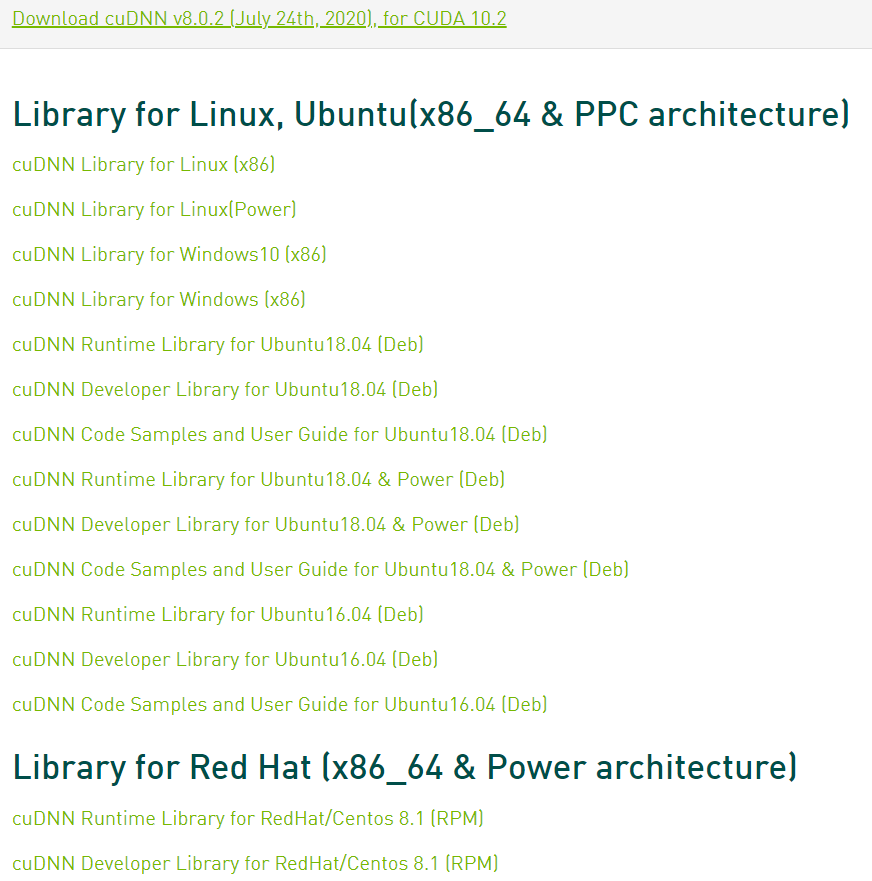 Download cuDNN v8.0.2 (July 24th, 2020), for CUDA 10.2
Library for Linux, Ubuntu(x86_64 & PPC architecture)
cuDNN Library for Linux (x86)
cuDNN Library for Linux(Power)
cuDNN Library for Windows10 (x86)
cuDNN Library for Windows (x86)
cuDNN Runtime Library for Ubuntu18.04 (Deb)
cuDNN Developer Library for Ubuntu18.04 (Deb)
cuDNN Code Samples and User Guide for Ubuntu18.04 (Deb)
cuDNN Runtime Library for Ubuntu18.04 & Power (Deb)
cuDNN Developer Library for Ubuntu18.04 & Power (Deb)
cuDNN Code Samples and User Guide for Ubuntu18.04 & Power (Deb)
cuDNN Runtime Library for Ubuntu16.04 (Deb)
cuDNN Developer Library for Ubuntu16.04 (Deb)
cuDNN Code Samples and User Guide for Ubuntu16.04 (Deb)
Library for Red Hat (x86_64 & Power architecture)
cuDNN Runtime Library for RedHat/Centos 8.1 (RPM)
cuDNN Developer Library for RedHat/Centos 8.1 (RPM)